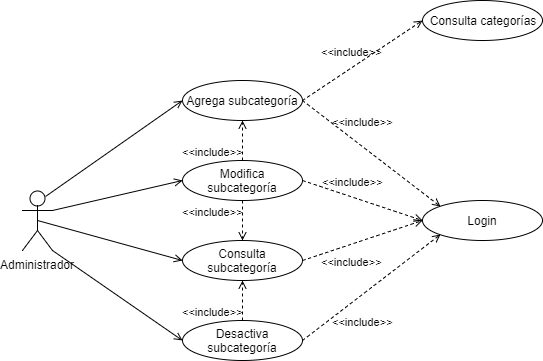 Consulta categorías
<<include>>
Agrega subcategoría
<<include>>
<<include>>
Modifica
subcategoría
<<include>>
<<include>>
Login
Administrador
Consulta
subcategoría
<<include>>
<<include>>
<<include>>
Desactiva
subcategoría